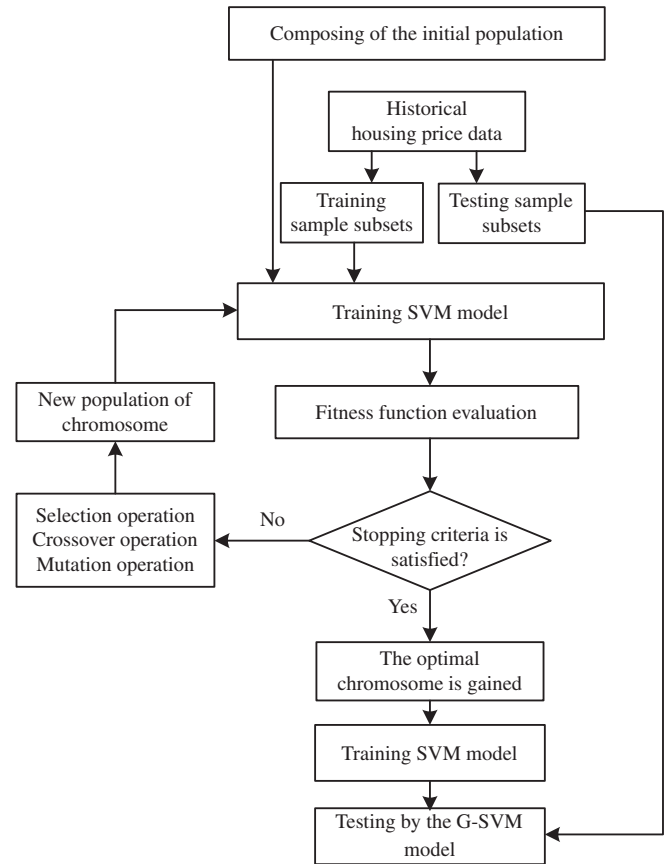 Composing of the initial population
Historical
housing price data
Training
sample subsets
Testing sample
subsets
Training SVM model
New population of
chromosome
Fitness function evaluation
Selection operation
Crossover operation
Mutation operation
No
Stopping criteria is
satisfied?
Yes
The optimal
chromosome is gained
Training SVM model
Testing by the G-SVM
model